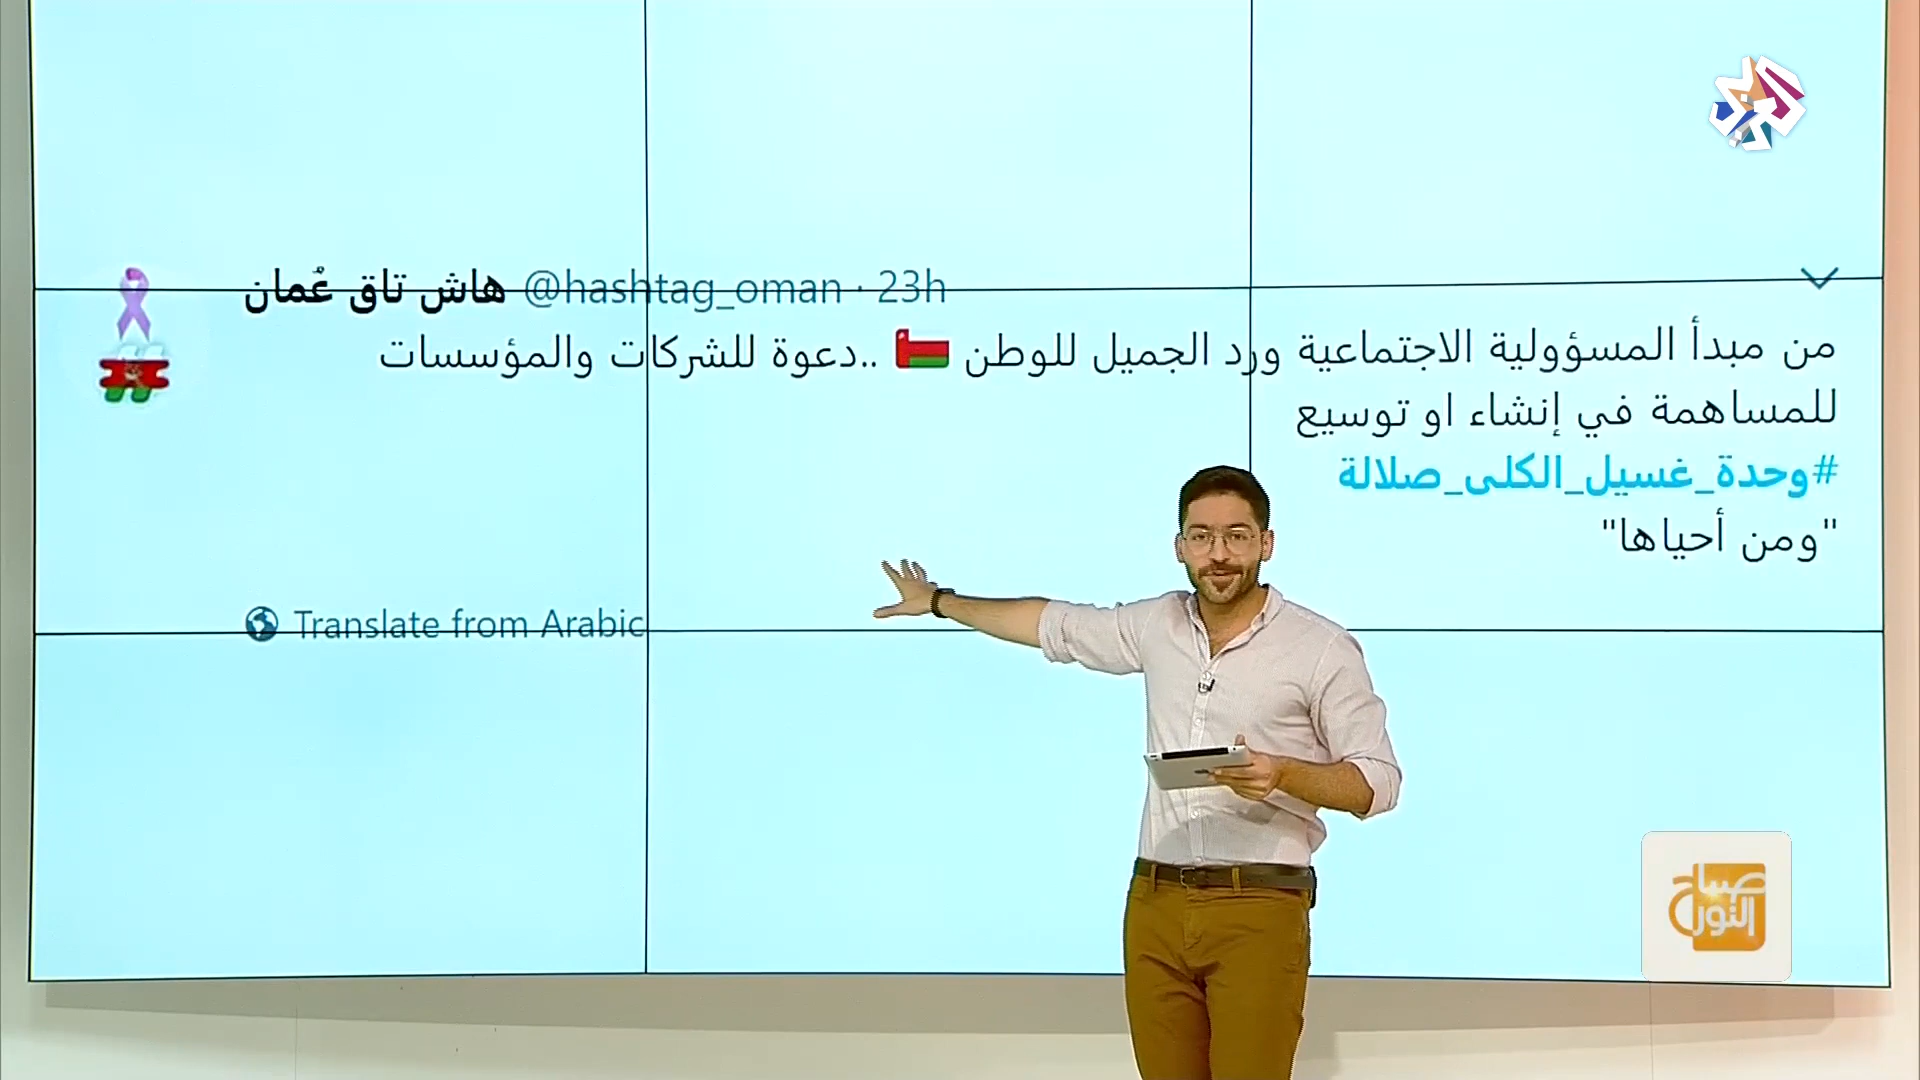 هاش تاق عُمان @hashtag_oman · 23h
من مبدأ المسؤولية الاجتماعية ورد الجميل للوطن 🇴🇲 ..دعوة للشركات والمؤسسات
للمساهمة في إنشاء او توسيع
#وحدة_غسيل_الكلى_صلالة
"ومن أحياها"
Translate from Arabic
صباح
النور